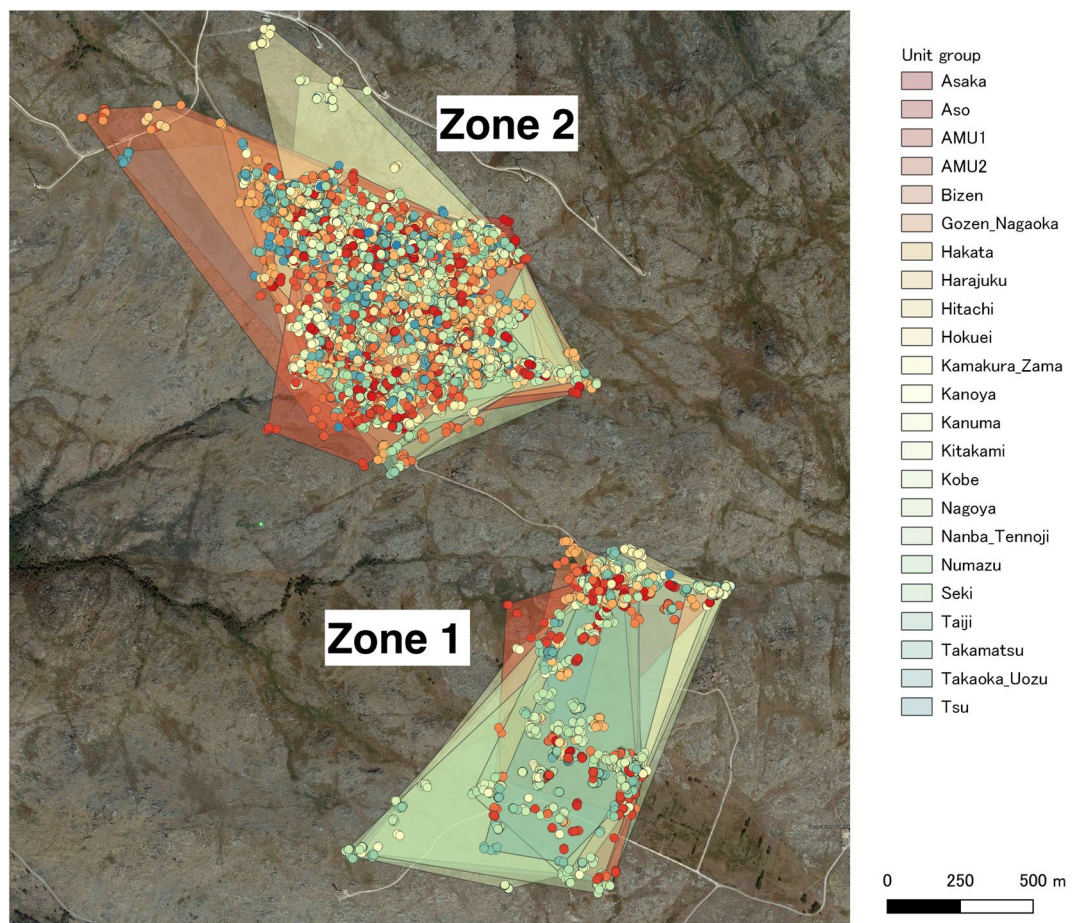 Zone 2
Zone 1
Unit group
Asaka
Aso
AMU1
AMU2
Bizen
Gozen_Nagaoka
Hakata
Harajuku
Hitachi
Hokuei
Kamakura_Zama
Kanoya
Kanuma
Kitakami
Kobe
Nagoya
Nanba_Tennoji
Numazu
Seki
Taiji
Takamatsu
Takaoka_Uozu
Tsu
0 250 500 m